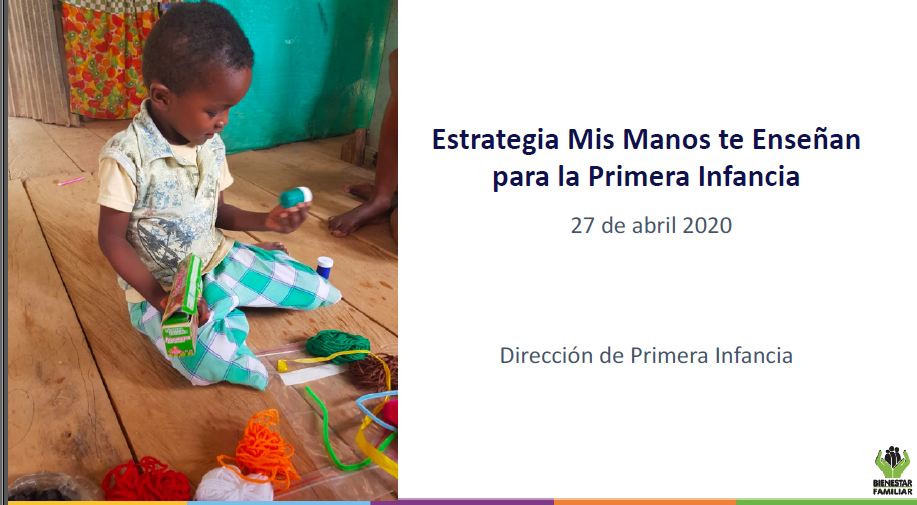 Estrategia Mis Manos te Enseñan
para la Primera Infancia
27 de abril 2020
Dirección de Primera Infancia
BIENESTAR
FAMILIAR